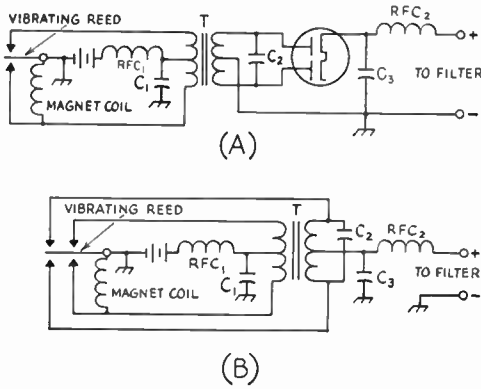 VIBRATING REED
T
RFC₂
+
RFC₁
C₁
C₂
C₃
TO FILTER
MAGNET COIL
−
(A)
VIBRATING REED
T
C₂
RFC₂
+
RFC₁
C₁
C₃
TO FILTER
MAGNET COIL
−
(B)